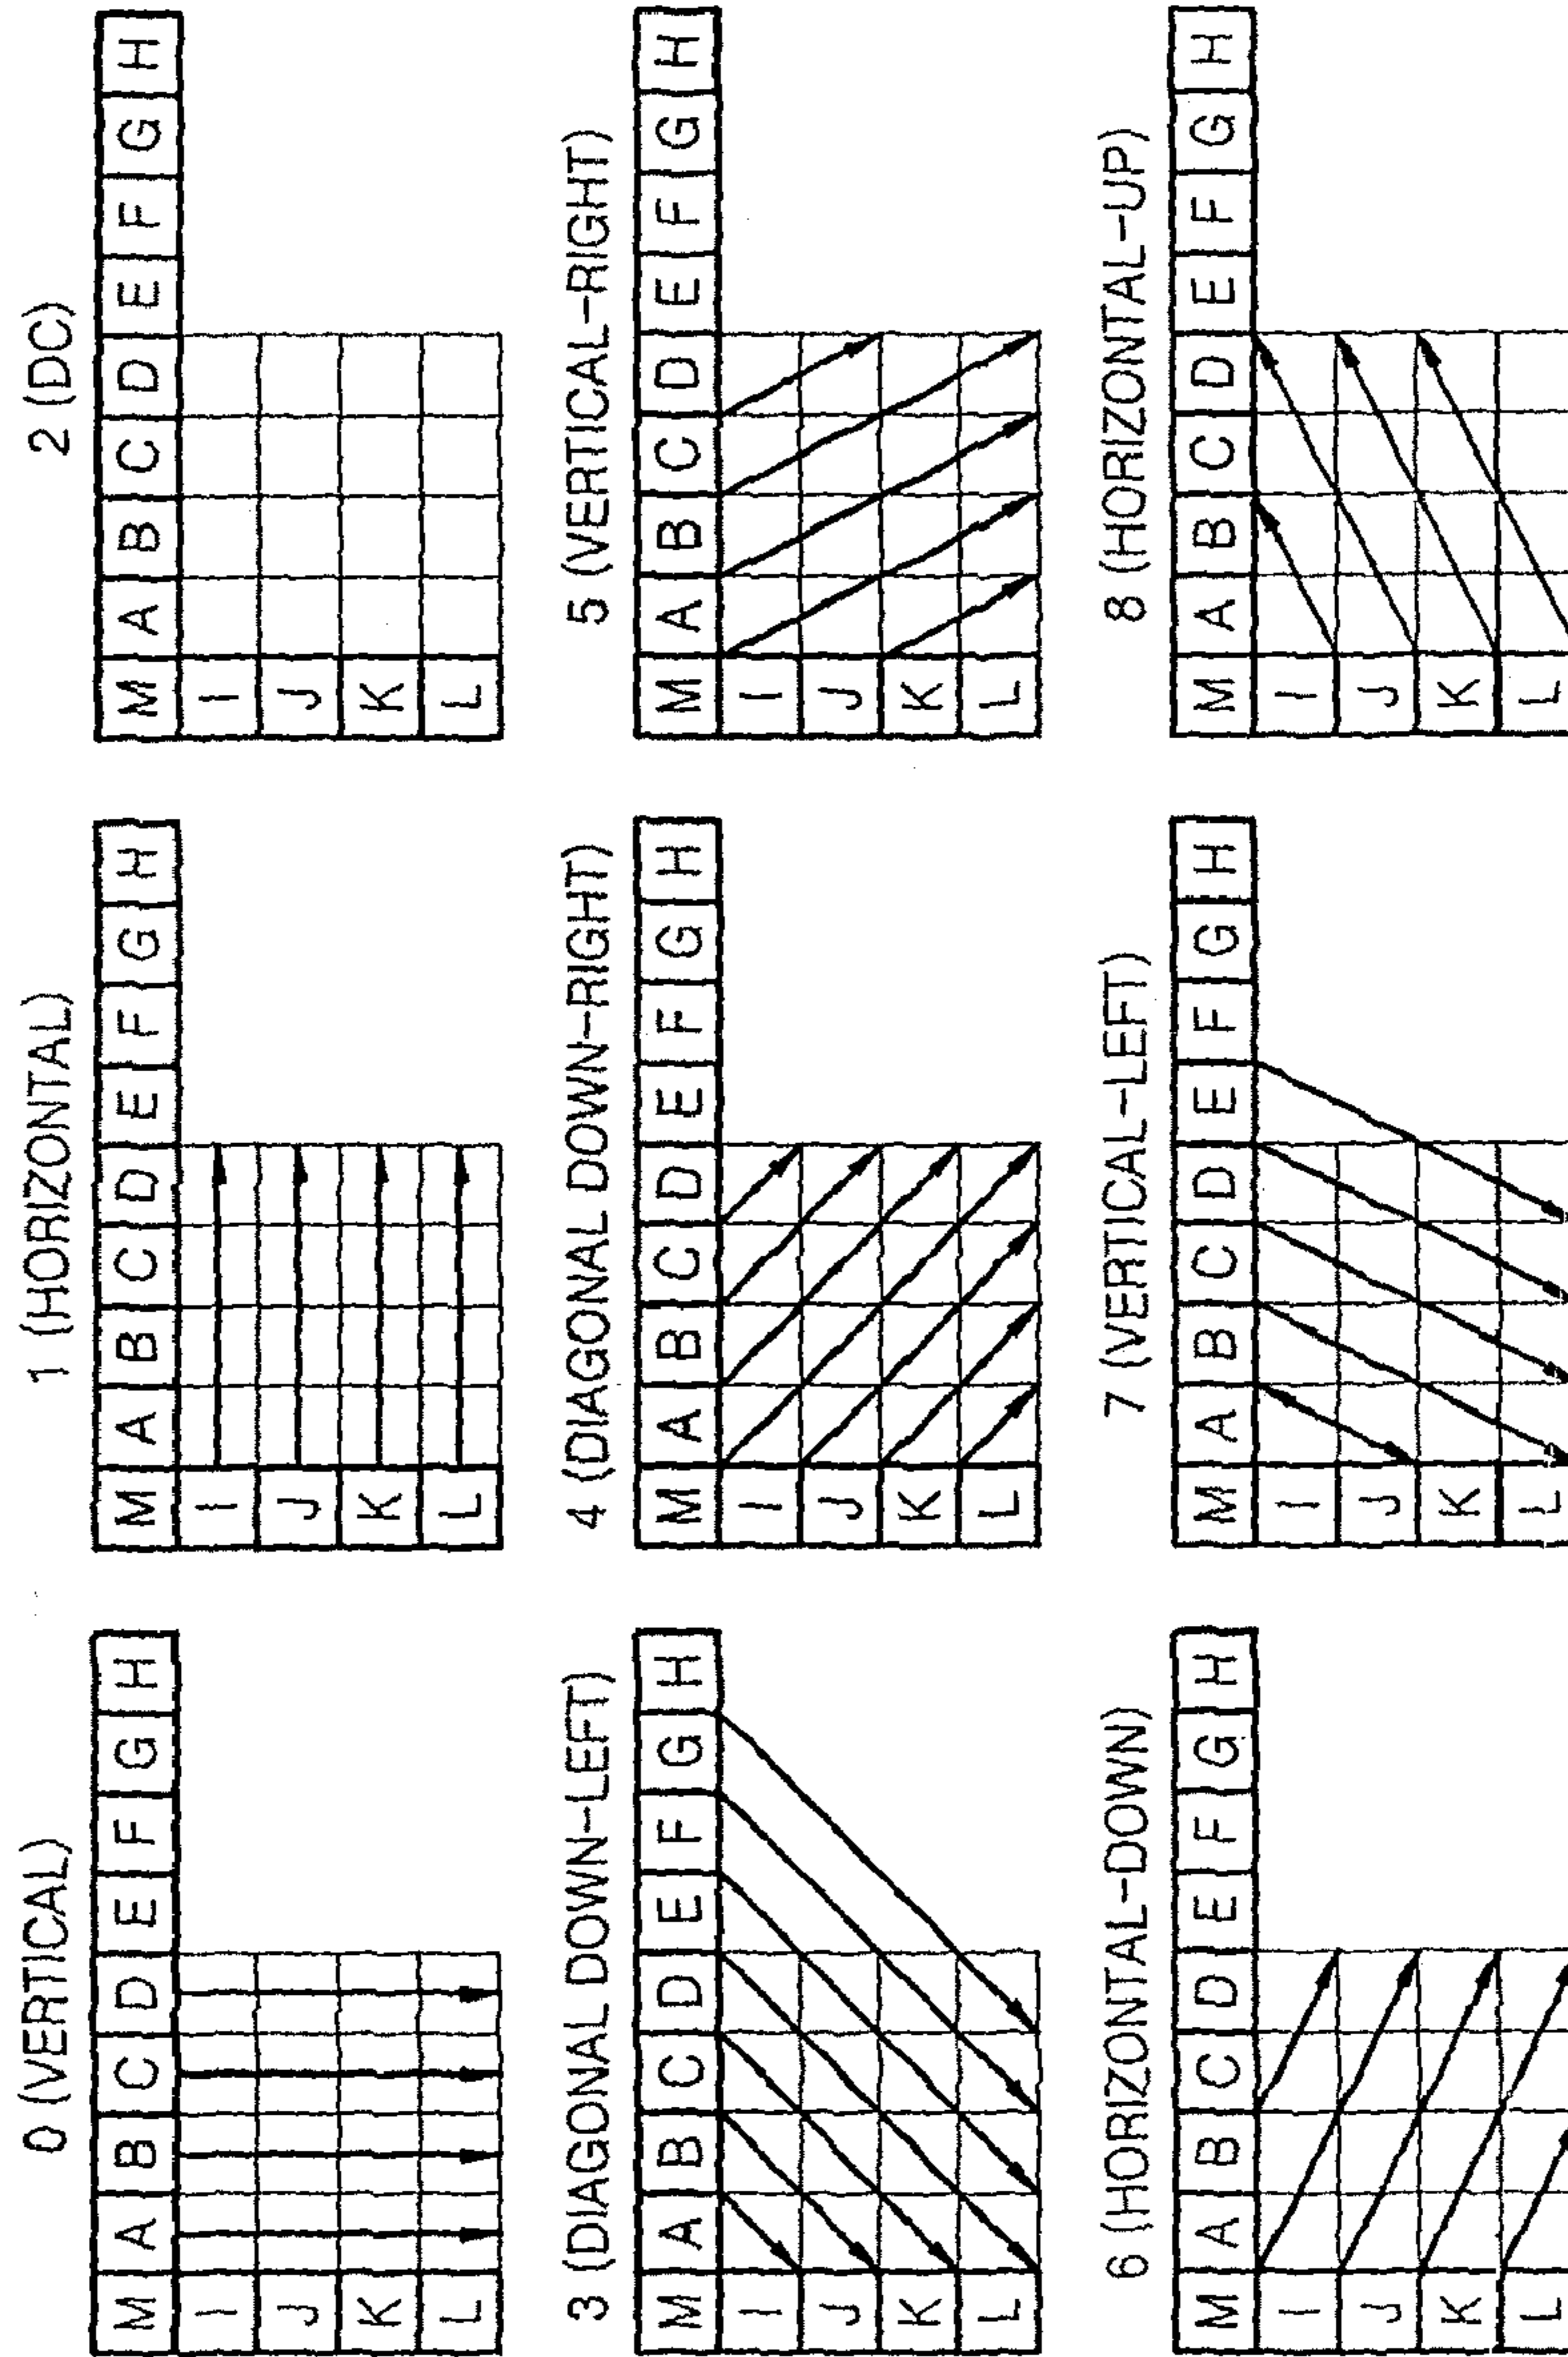 0 (VERTICAL)
M A B C D E F G H
I
J
K
L
1 (HORIZONTAL)
M A B C D E F G H
I
J
K
L
2 (DC)
M A B C D E F G H
I
J
K
L
3 (DIAGONAL DOWN-LEFT)
M A B C D E F G H
I
J
K
L
4 (DIAGONAL DOWN-RIGHT)
M A B C D E F G H
I
J
K
L
5 (VERTICAL-RIGHT)
M A B C D E F G H
I
J
K
L
6 (HORIZONTAL-DOWN)
M A B C D E F G H
I
J
K
L
7 (VERTICAL-LEFT)
M A B C D E F G H
I
J
K
L
8 (HORIZONTAL-UP)
M A B C D E F G H
I
J
K
L